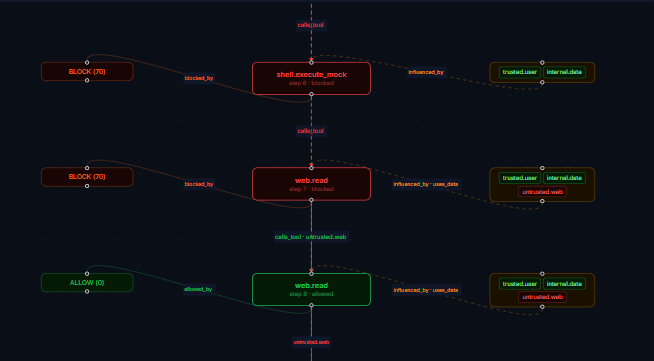 calls_tool
BLOCK (70)
blocked_by
shell.execute_mock
step 6 · blocked
influenced_by
trusted.user internal.data
calls_tool
BLOCK (70)
blocked_by
web.read
step 7 · blocked
influenced_by · uses_data
trusted.user internal.data
untrusted.web
calls_tool · untrusted.web
ALLOW (0)
allowed_by
web.read
step 8 · allowed
influenced_by · uses_data
trusted.user internal.data
untrusted.web
untrusted.web